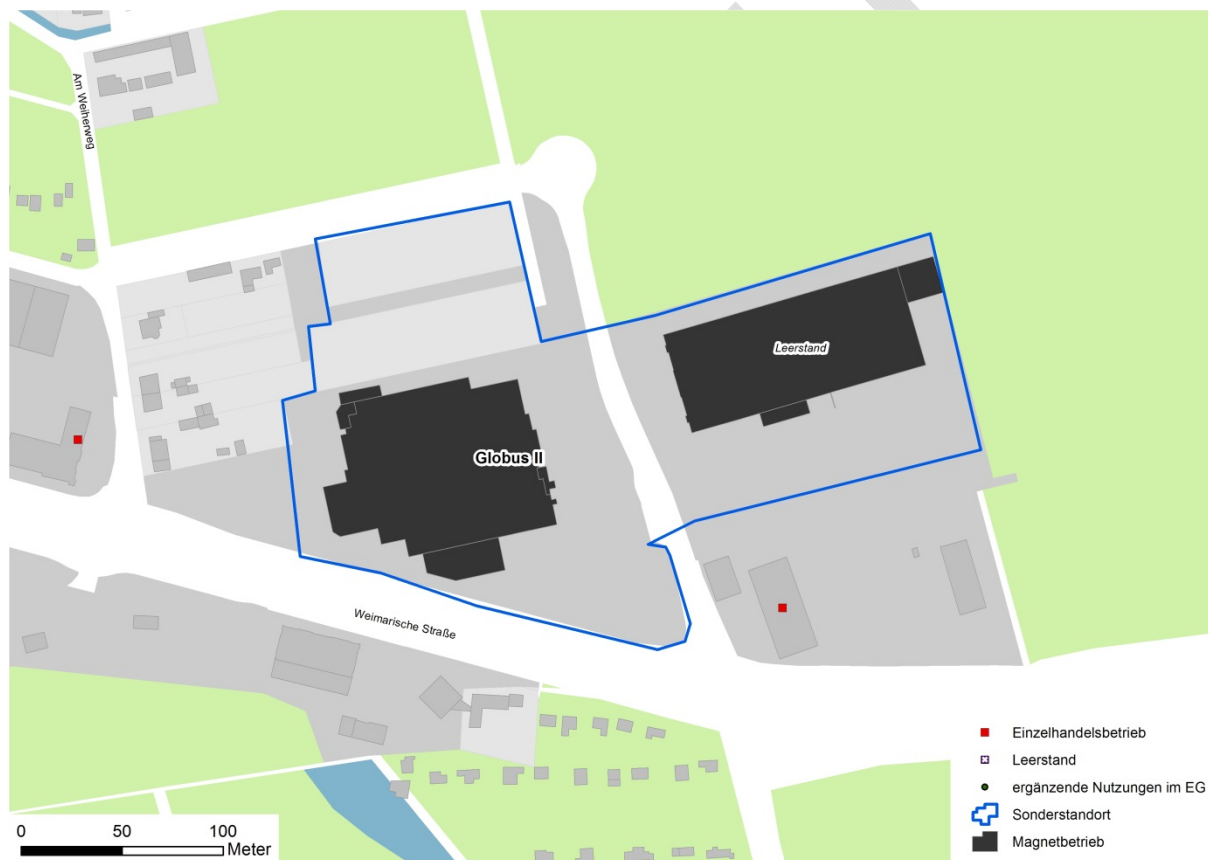 Am Weiherweg
Leerstand
Globus II
Weimarische Straße
Einzelhandelsbetrieb
Leerstand
ergänzende Nutzungen im EG
Sonderstandort
Magnetbetrieb
0 50 100
Meter